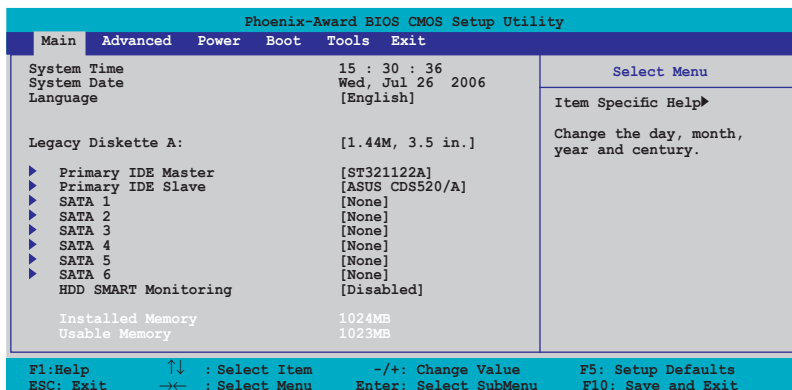 Phoenix-Award BIOS CMOS Setup Utility
Main Advanced Power Boot Tools Exit
System Time 15 : 30 : 36
System Date Wed, Jul 26 2006
Language [English]
Legacy Diskette A: [1.44M, 3.5 in.]
Primary IDE Master [ST321122A]
Primary IDE Slave [ASUS CDS520/A]
SATA 1 [None]
SATA 2 [None]
SATA 3 [None]
SATA 4 [None]
SATA 5 [None]
SATA 6 [None]
HDD SMART Monitoring [Disabled]
Installed Memory 1024MB
Usable Memory 1023MB
Select Menu
Item Specific Help
Change the day, month,
year and century.
F1:Help ↑↓ : Select Item -/+: Change Value F5: Setup Defaults
ESC: Exit →← : Select Menu Enter: Select SubMenu F10: Save and Exit